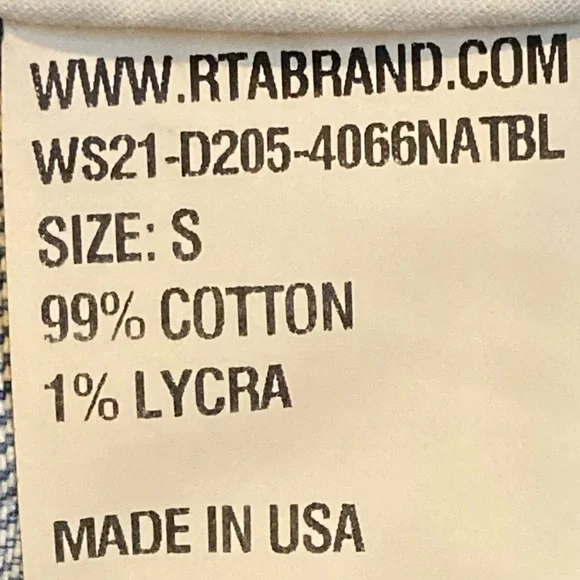 WWW.RTABRAND.COM
WS21-D205-4066NATBL
SIZE: S
99% COTTON
1% LYCRA
MADE IN USA